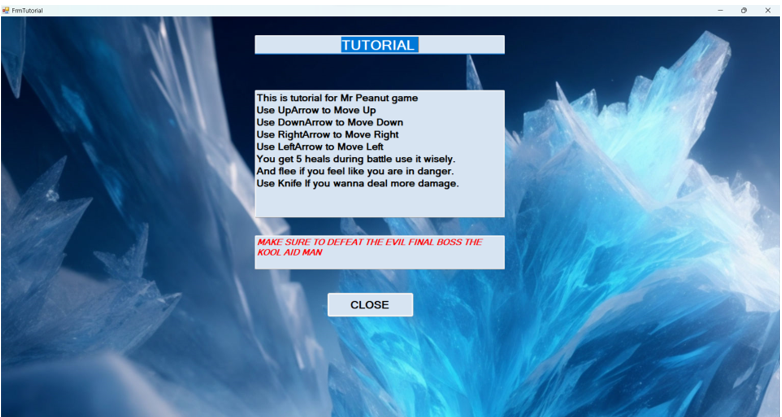 FrmTutorial
TUTORIAL
This is tutorial for Mr Peanut game
Use UpArrow to Move Up
Use DownArrow to Move Down
Use RightArrow to Move Right
Use LeftArrow to Move Left
You get 5 heals during battle use it wisely.
And flee if you feel like you are in danger.
Use Knife If you wanna deal more damage.
MAKE SURE TO DEFEAT THE EVIL FINAL BOSS THE
KOOL AID MAN
CLOSE